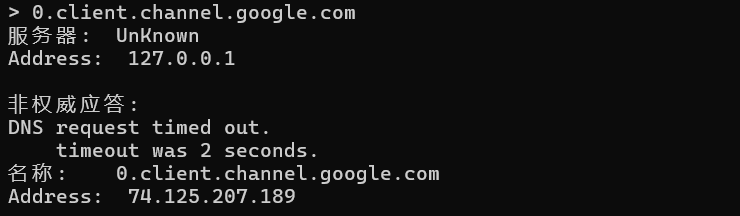 > 0.client.channel.google.com
服务器:  UnKnown
Address:  127.0.0.1

非权威应答:
DNS request timed out.
    timeout was 2 seconds.
名称:    0.client.channel.google.com
Address:  74.125.207.189